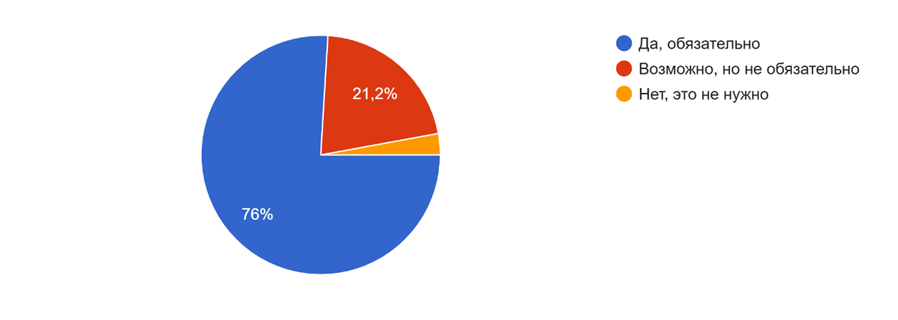 Да, обязательно
Возможно, но не обязательно
Нет, это не нужно
21,2%
76%